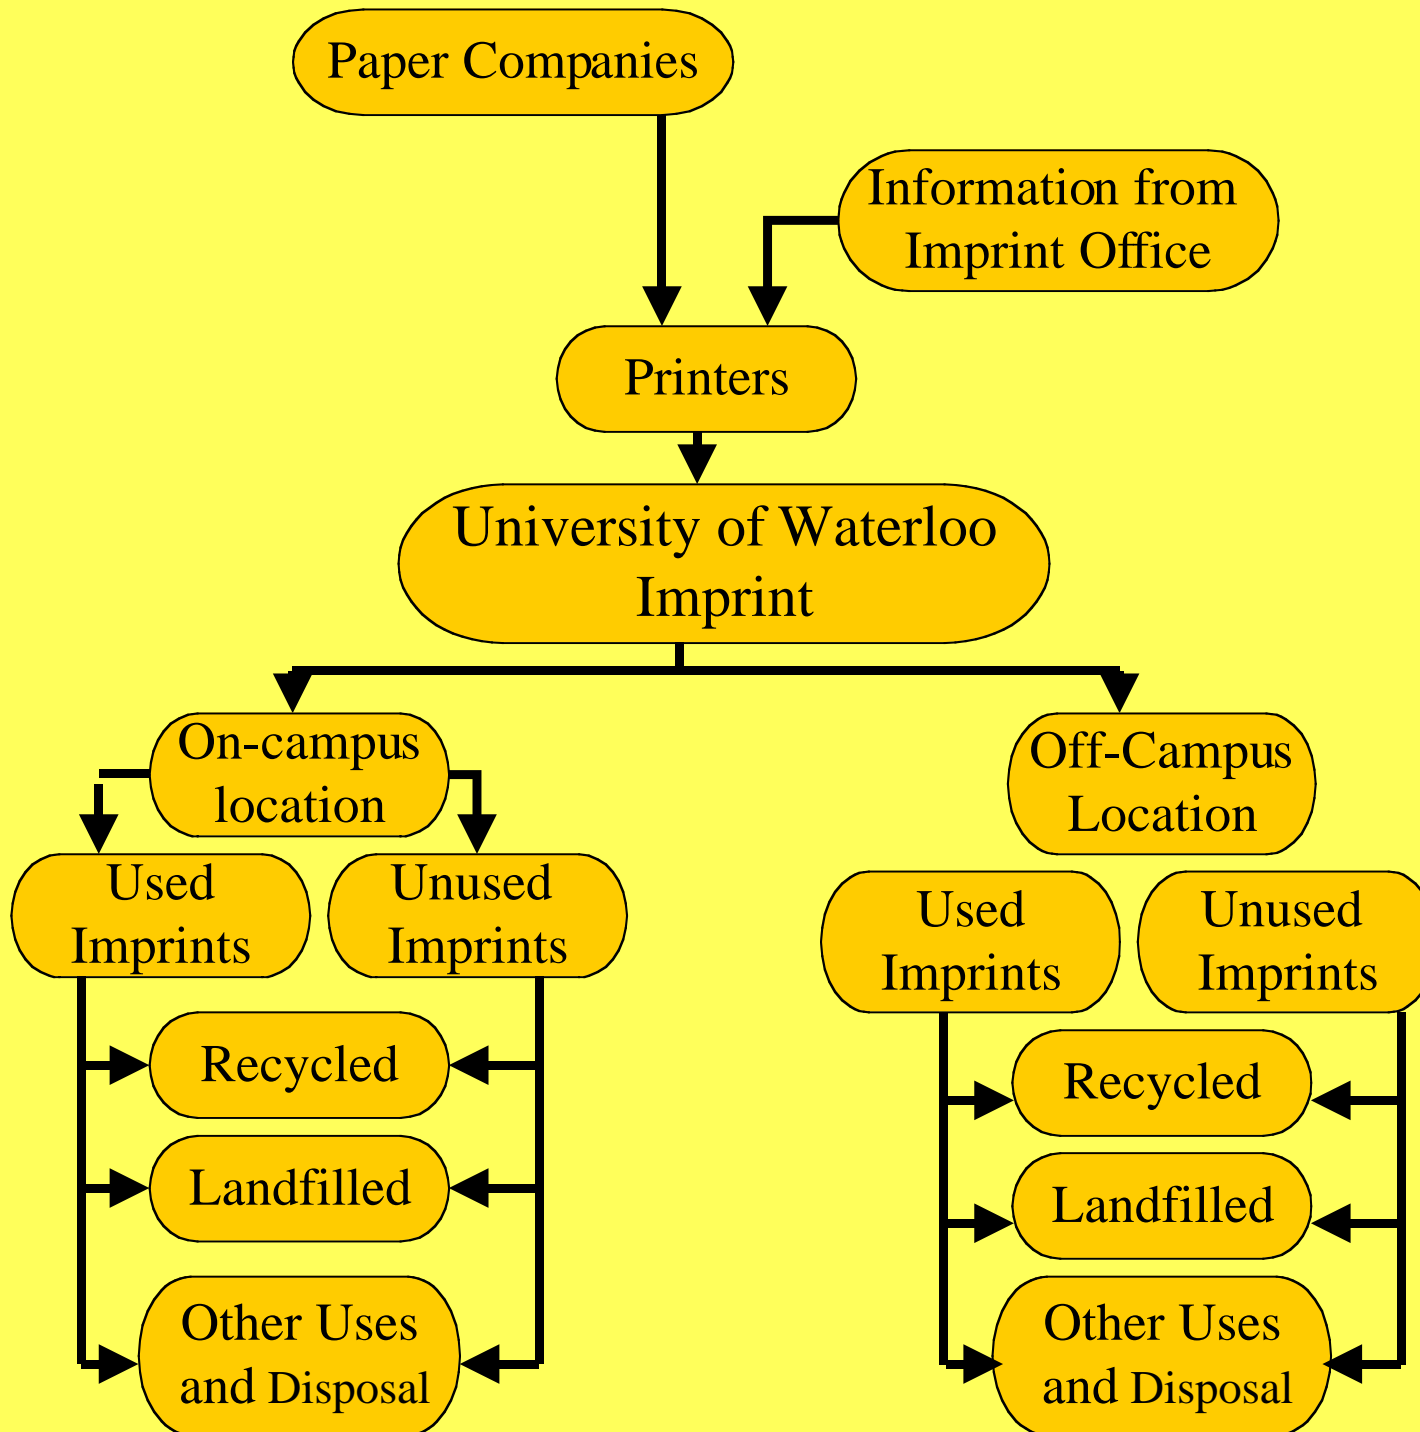 Paper Companies
Information from
Imprint Office
Printers
University of Waterloo
Imprint
On-campus
location
Off-Campus
Location
Used
Imprints
Unused
Imprints
Used
Imprints
Unused
Imprints
Recycled
Recycled
Landfilled
Landfilled
Other Uses
and Disposal
Other Uses
and Disposal